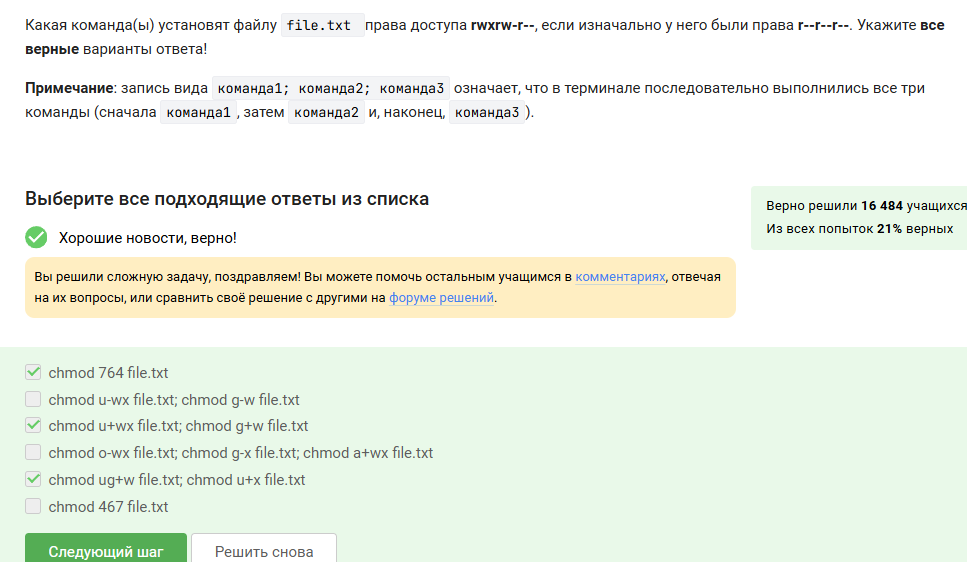 Какая команда(ы) установят файлу file.txt права доступа rwxrw-r--, если изначально у него были права r--r--r--. Укажите все
верные варианты ответа!
Примечание: запись вида команда1; команда2; команда3 означает, что в терминале последовательно выполнились все три
команды (сначала команда1, затем команда2 и, наконец, команда3).
Выберите все подходящие ответы из списка
Верно решили 16 484 учащихся
Из всех попыток 21% верных
Хорошие новости, верно!
Вы решили сложную задачу, поздравляем! Вы можете помочь остальным учащимся в комментариях, отвечая
на их вопросы, или сравнить своё решение с другими на форуме решений.
chmod 764 file.txt
chmod u-wx file.txt; chmod g-w file.txt
chmod u+wx file.txt; chmod g+w file.txt
chmod o-wx file.txt; chmod g-x file.txt; chmod a+wx file.txt
chmod ug+w file.txt; chmod u+x file.txt
chmod 467 file.txt
Следующий шаг
Решить снова